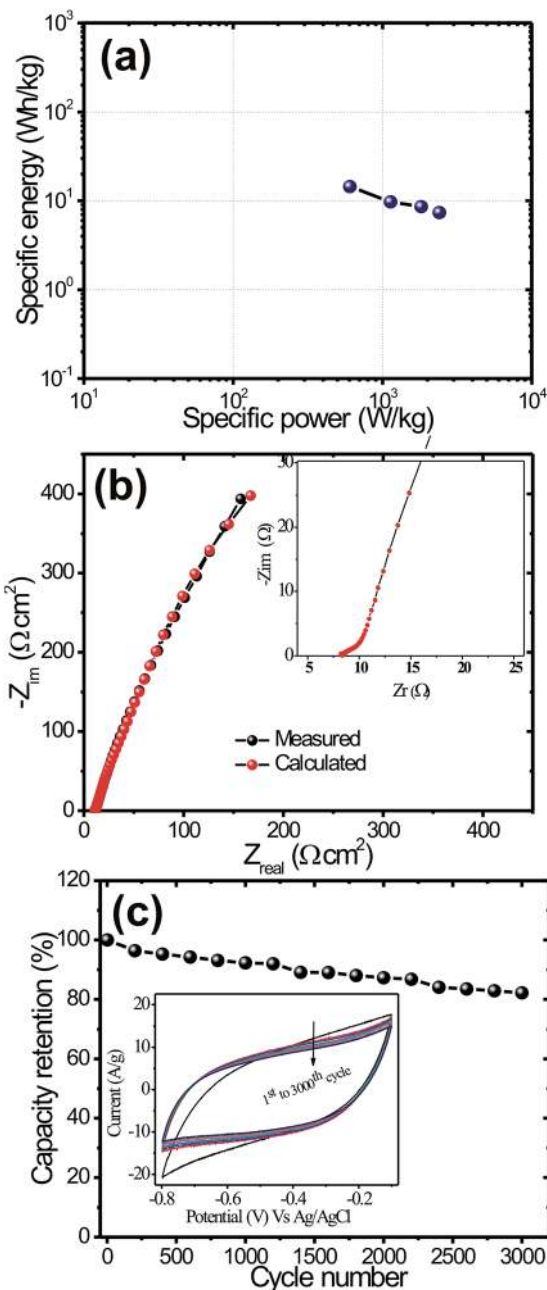 (a)
Specific energy (Wh/kg)
10³
10²
10¹
10⁰
10⁻¹
10¹ 10² 10³ 10⁴
Specific power (W/kg)
(b)
-Z_im (Ω cm²)
400
300
200
100
0
0 100 200 300 400
Z_real (Ω cm²)
-Zim (Ω)
30
20
10
0
5 10 15 20 25
Zr (Ω)
Measured
Calculated
(c)
Capacity retention (%)
120
100
80
60
40
20
0
0 500 1000 1500 2000 2500 3000
Cycle number
Current (A/g)
20
10
0
-10
-20
-0.8 -0.6 -0.4 -0.2
Potential (V) Vs Ag/AgCl
1st to 3000th cycle